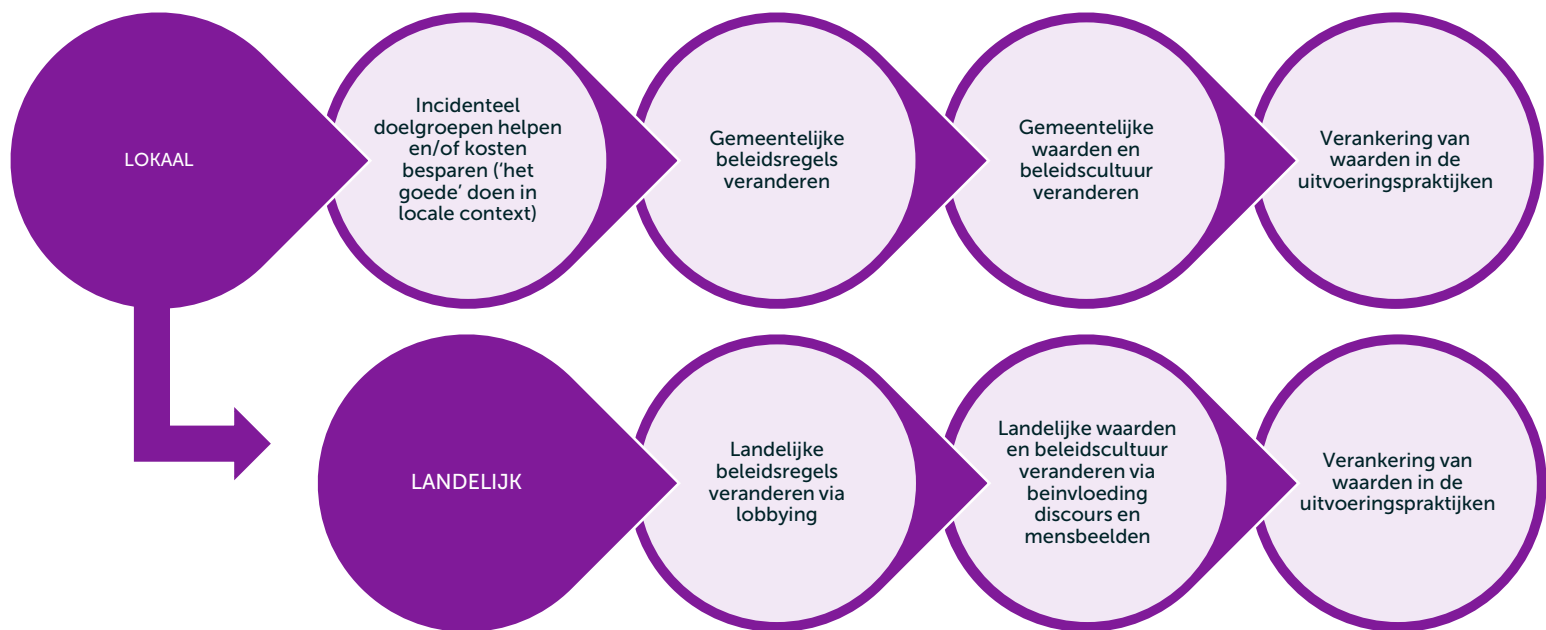 LOKAAL
Incidenteel
doelgroepen helpen
en/of kosten
besparen (‘het
goede’ doen in
locale context)
Gemeentelijke
beleidsregels
veranderen
Gemeentelijke
waarden en
beleidscultuur
veranderen
Verankering van
waarden in de
uitvoeringspraktijken
LANDELIJK
Landelijke
beleidsregels
veranderen via
lobbying
Landelijke waarden
en beleidscultuur
veranderen via
beinvloeding
discours en
mensbeelden
Verankering van
waarden in de
uitvoeringspraktijken